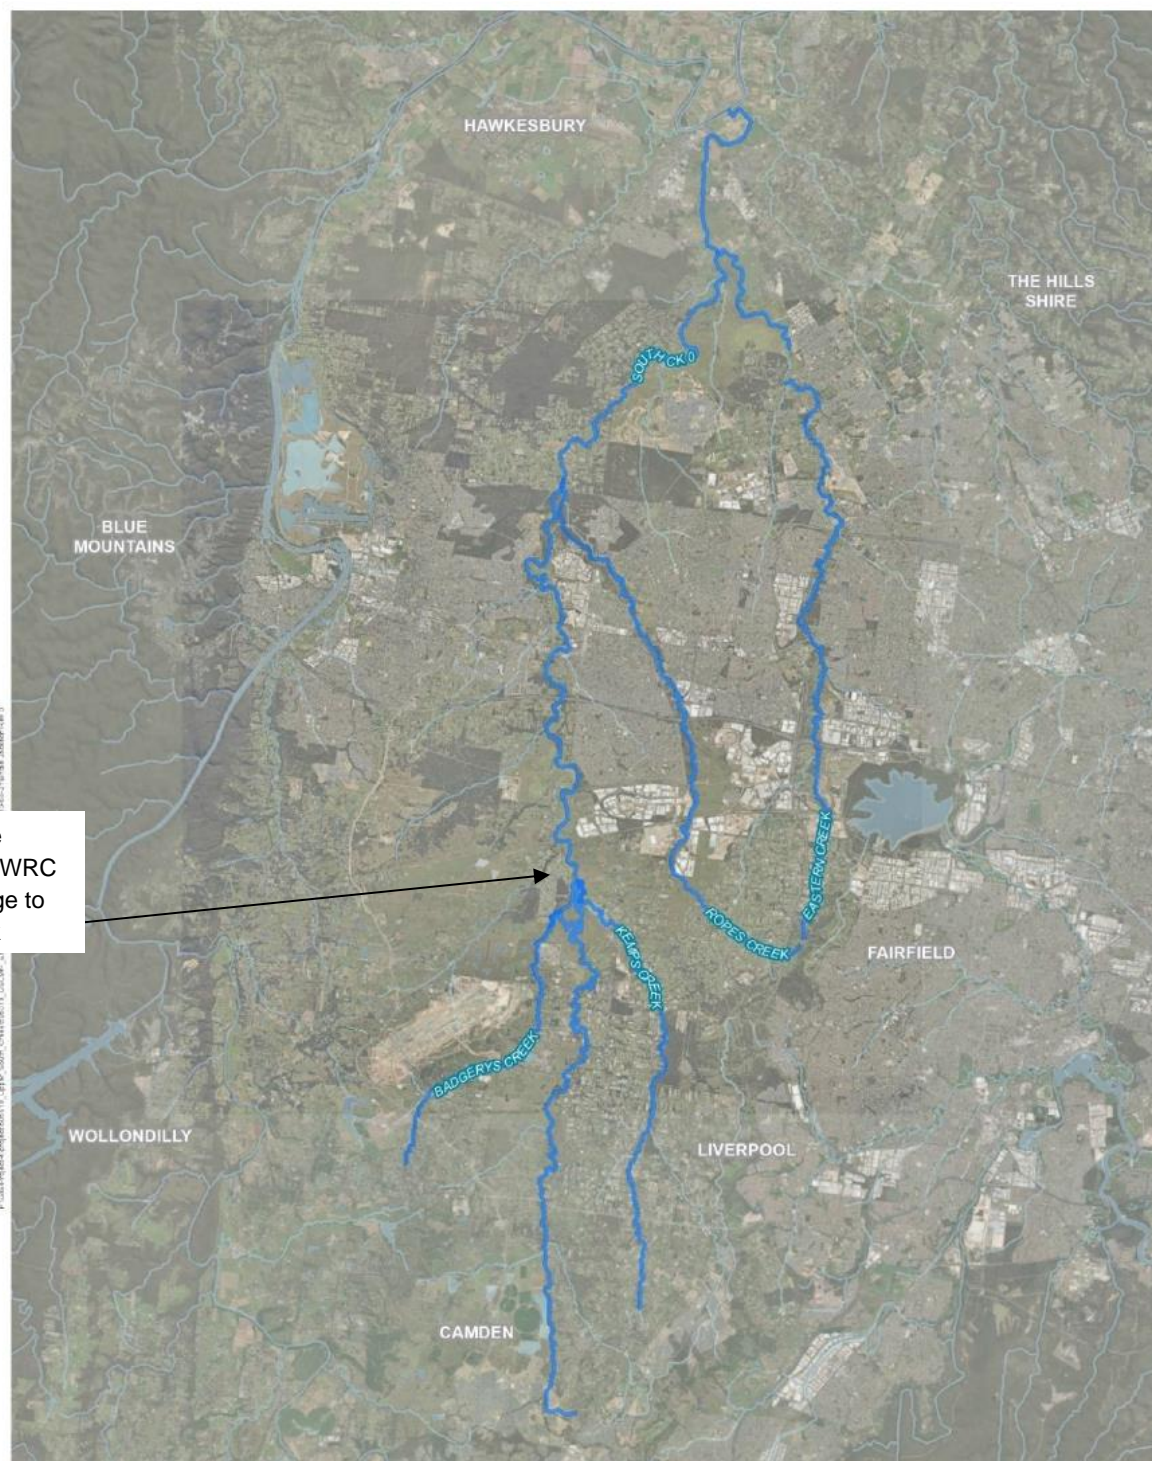 HAWKESBURY
THE HILLS
SHIRE
SOUTH CK
BLUE
MOUNTAINS
WRC
ge to
EASTERN CREEK
ROPES CREEK
KEMPS CREEK
FAIRFIELD
BADGERYS CREEK
WOLLONDILLY
LIVERPOOL
CAMDEN